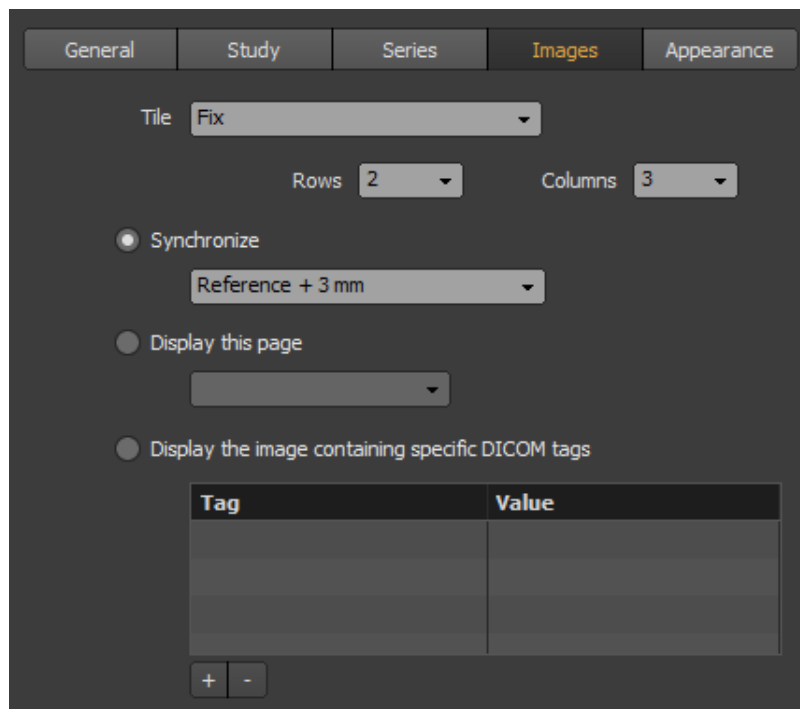 General Study Series Images Appearance
Tile Fix
Rows 2 Columns 3
Synchronize
Reference + 3 mm
Display this page
Display the image containing specific DICOM tags
Tag Value
+ -